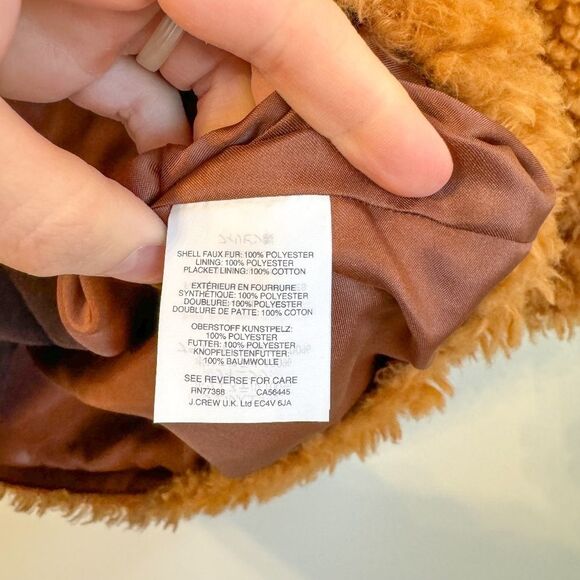 SHELL FAUX FUR: 100% POLYESTER
LINING: 100% POLYESTER
PLACKET LINING: 100% COTTON
EXTÉRIEUR EN FOURRURE
SYNTHÉTIQUE: 100% POLYESTER
DOUBLURE: 100% POLYESTER
DOUBLURE DE PATTE: 100% COTON
OBERSTOFF KUNSTPELZ:
100% POLYESTER
FUTTER: 100% POLYESTER
KNOPFLEISTENFUTTER:
100% BAUMWOLLE
SEE REVERSE FOR CARE
RN77388 CA56445
J.CREW U.K. Ltd EC4V 6JA